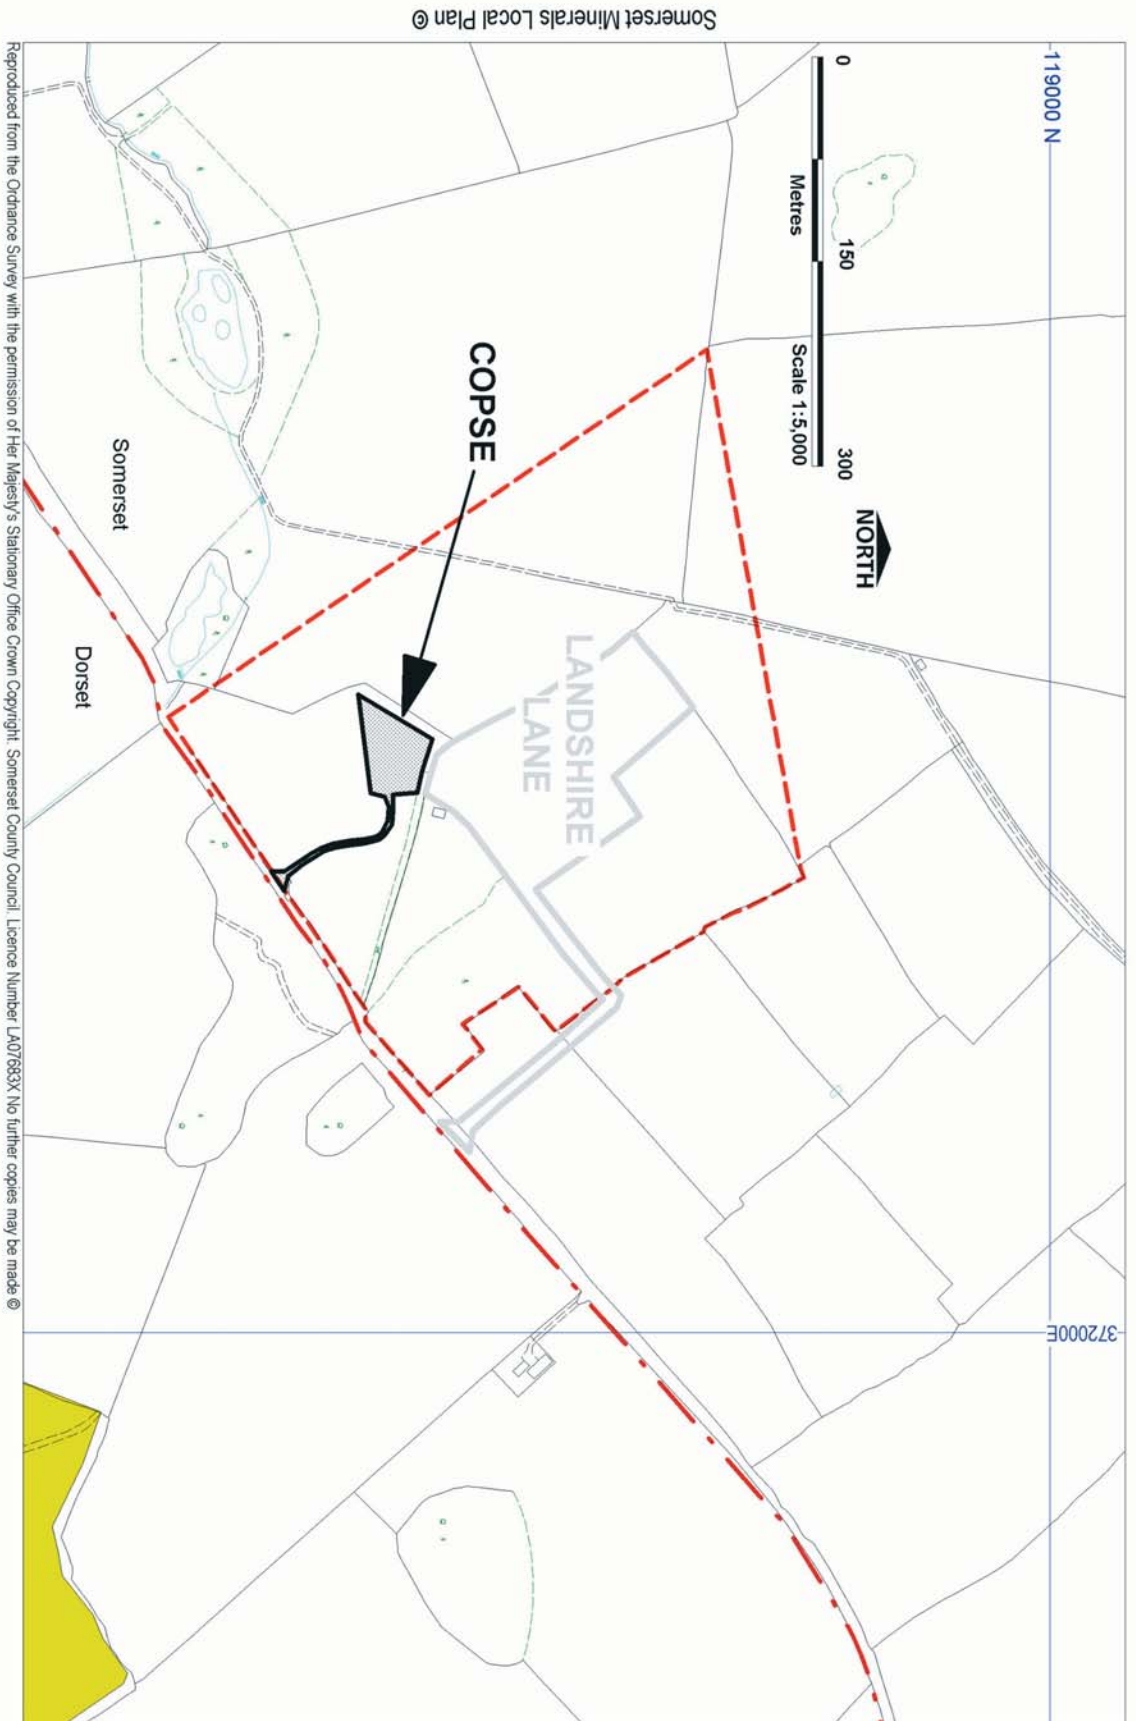 Somerset Minerals Local Plan ©
119000 N
0
150
300
Metres
Scale 1:5,000
NORTH
COPSE
LANDSHIRE
LANE
Somerset
Dorset
372000E
Reproduced from the Ordnance Survey with the permission of Her Majesty's Stationary Office Crown Copyright. Somerset County Council. Licence Number LA07683X No further copies may be made ©